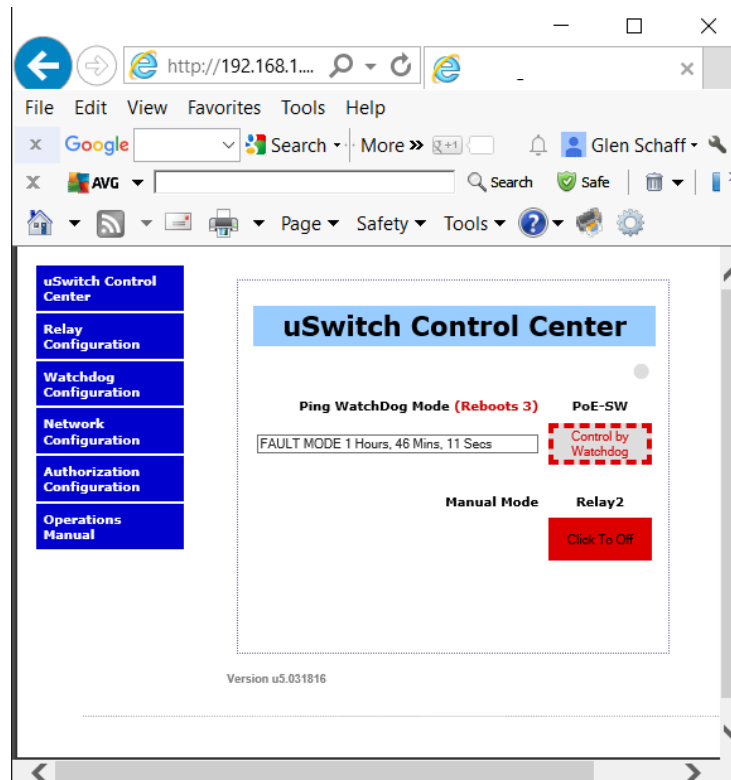 http://192.168.1....
File Edit View Favorites Tools Help
x Google Search More » g+1 Glen Schaff
X AVG Search Safe
Page Safety Tools
uSwitch Control
Center
Relay
Configuration
Watchdog
Configuration
Network
Configuration
Authorization
Configuration
Operations
Manual
uSwitch Control Center
Ping WatchDog Mode (Reboots 3) PoE-SW
FAULT MODE 1 Hours, 46 Mins, 11 Secs
Control by
Watchdog
Manual Mode Relay2
Click To Off
Version u5.031816